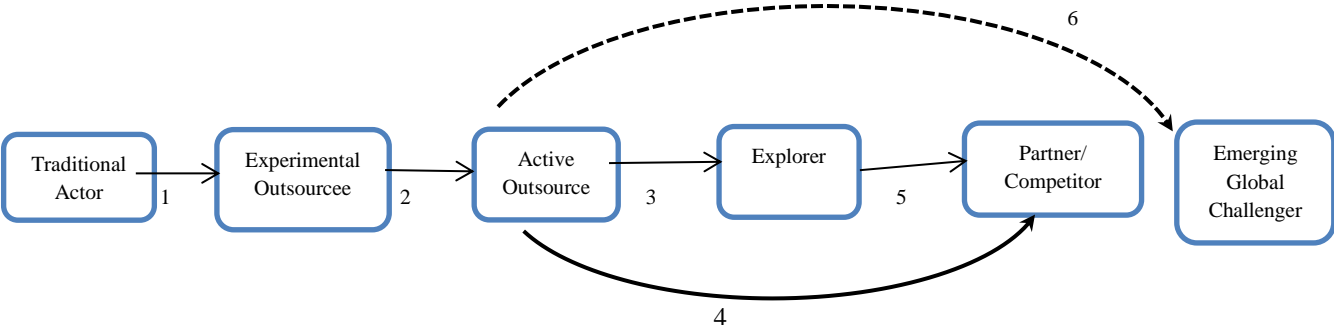 6
Traditional
Actor
1
Experimental
Outsourcee
2
Active
Outsource
3
Explorer
5
Partner/
Competitor
Emerging
Global
Challenger
4